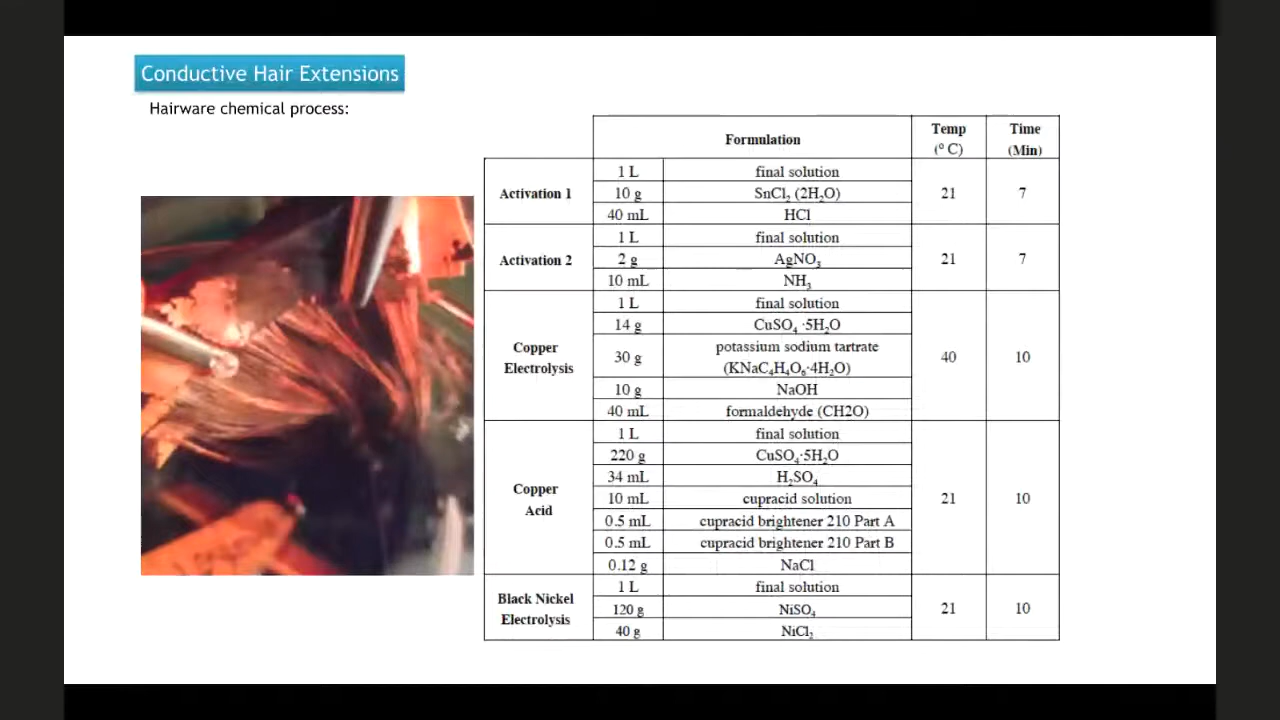 Conductive Hair Extensions
Hairware chemical process:
Formulation Temp (° C) Time (Min)
Activation 1
1 L final solution
10 g SnCl₂ (2H₂O) 21 7
40 mL HCl
Activation 2
1 L final solution
2 g AgNO₃ 21 7
10 mL NH₃
Copper Electrolysis
1 L final solution
14 g CuSO₄ ·5H₂O
30 g potassium sodium tartrate (KNaC₄H₄O₆·4H₂O) 40 10
10 g NaOH
40 mL formaldehyde (CH2O)
Copper Acid
1 L final solution
220 g CuSO₄·5H₂O
34 mL H₂SO₄
10 mL cupracid solution 21 10
0.5 mL cupracid brightener 210 Part A
0.5 mL cupracid brightener 210 Part B
0.12 g NaCl
Black Nickel Electrolysis
1 L final solution
120 g NiSO₄ 21 10
40 g NiCl₂